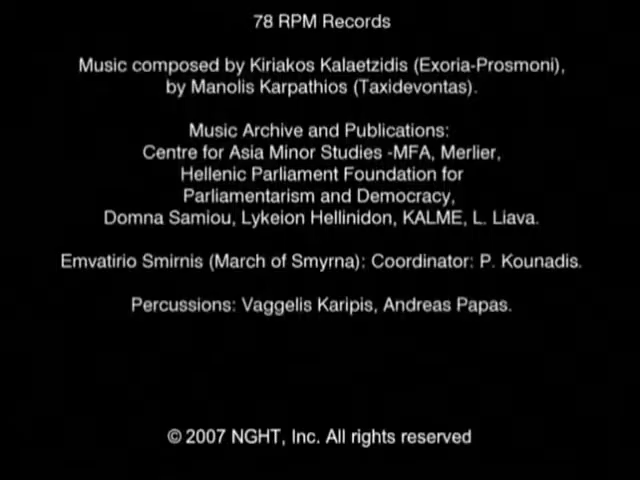 78 RPM Records
Music composed by Kiriakos Kalaetzidis (Exoria-Prosmoni),
by Manolis Karpathios (Taxidevontas).
Music Archive and Publications:
Centre for Asia Minor Studies -MFA, Merlier,
Hellenic Parliament Foundation for
Parliamentarism and Democracy,
Domna Samiou, Lykeion Hellinidon, KALME, L. Liava.
Emvatirio Smirnis (March of Smyrna): Coordinator: P. Kounadis.
Percussions: Vaggelis Karipis, Andreas Papas.
© 2007 NGHT, Inc. All rights reserved